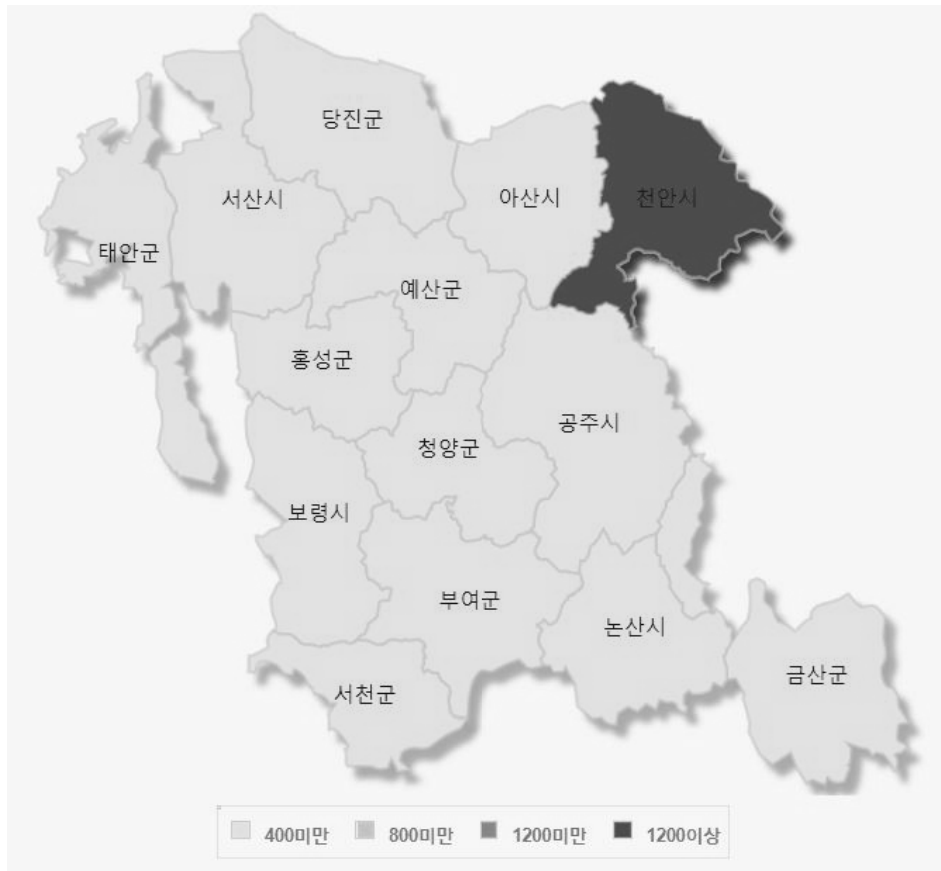 당진군
서산시
아산시
천안시
태안군
예산군
홍성군
공주시
청양군
보령시
부여군
논산시
금산군
서천군
400미만 800미만 1200미만 1200이상